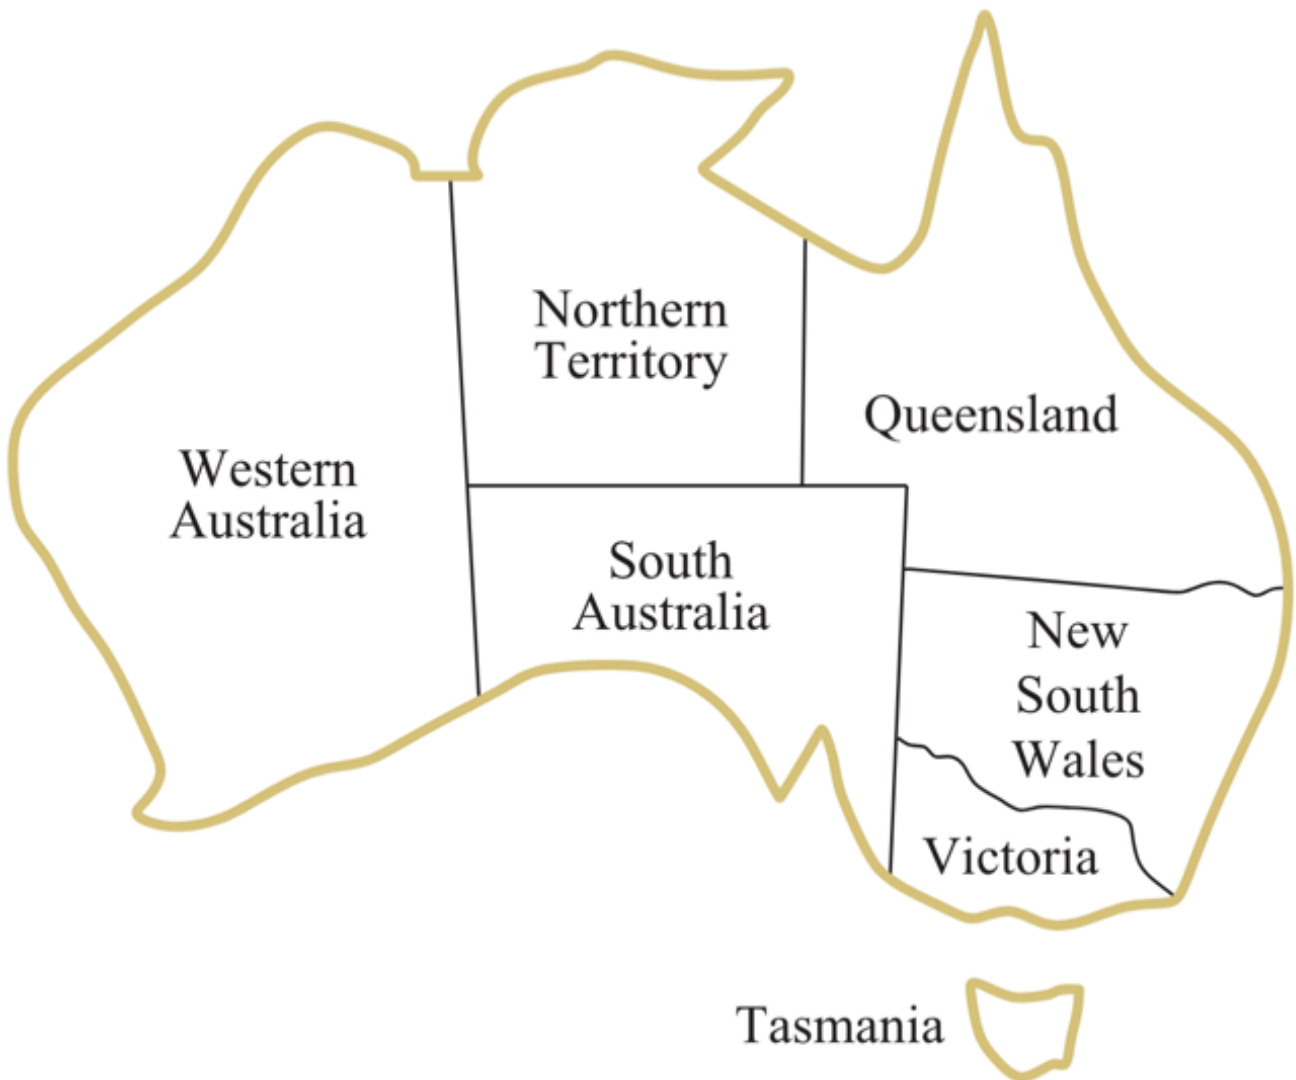 Northern
Territory
Queensland
Western
Australia
South
Australia
New
South
Wales
Victoria
Tasmania